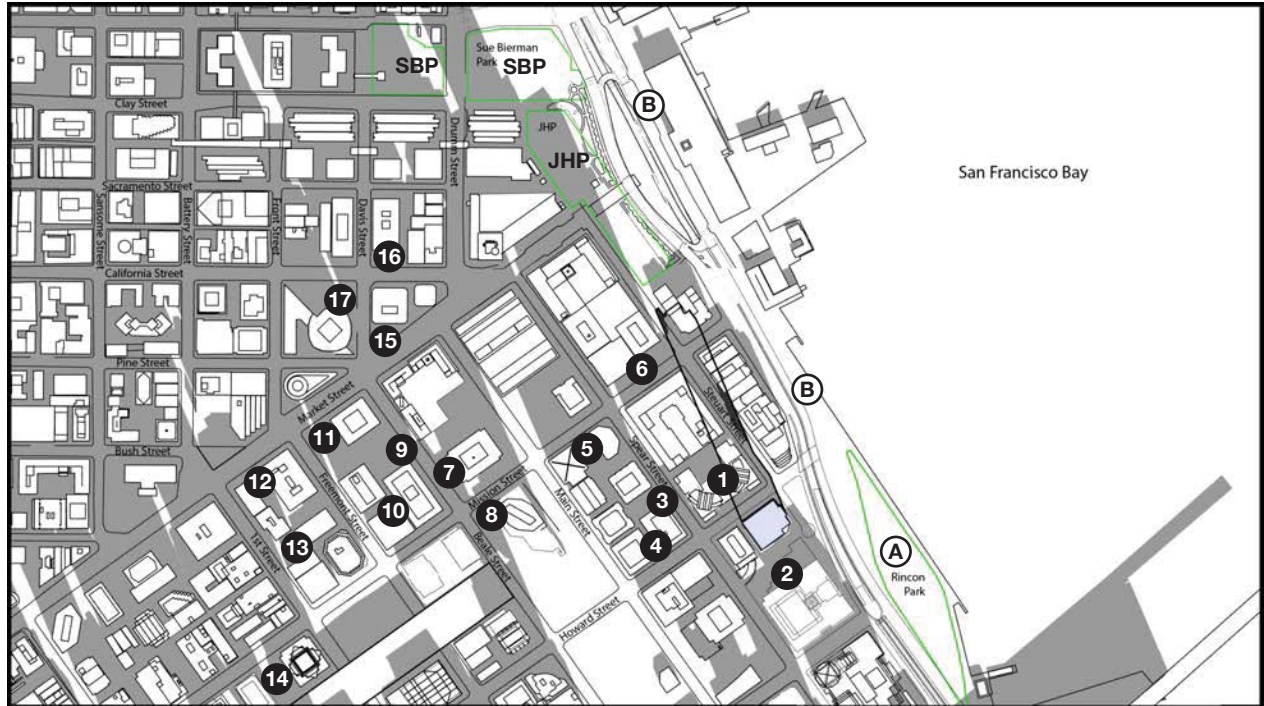 Sue Bierman
Park
SBP
SBP
Clay Street
B
JHP
JHP
Drumm Street
San Francisco Bay
Sacramento Street
Sansome Street
Battery Street
Front Street
Davis Street
16
California Street
17
15
B
Pine Street
6
Steuart Street
Market Street
11
9
5
Bush Street
12
7
Spear Street
1
Mission Street
3
10
8
Main Street
Freemont Street
13
4
A
1st Street
Beale Street
2
Rincon
Park
Howard Street
14